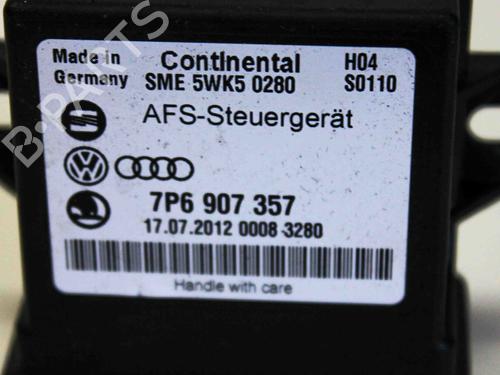 Made in Germany
Continental
SME 5WK5 0280
H04
S0110
AFS-Steuergerät
7P6 907 357
17.07.2012 0008 3280
Handle with care
B-PARTS